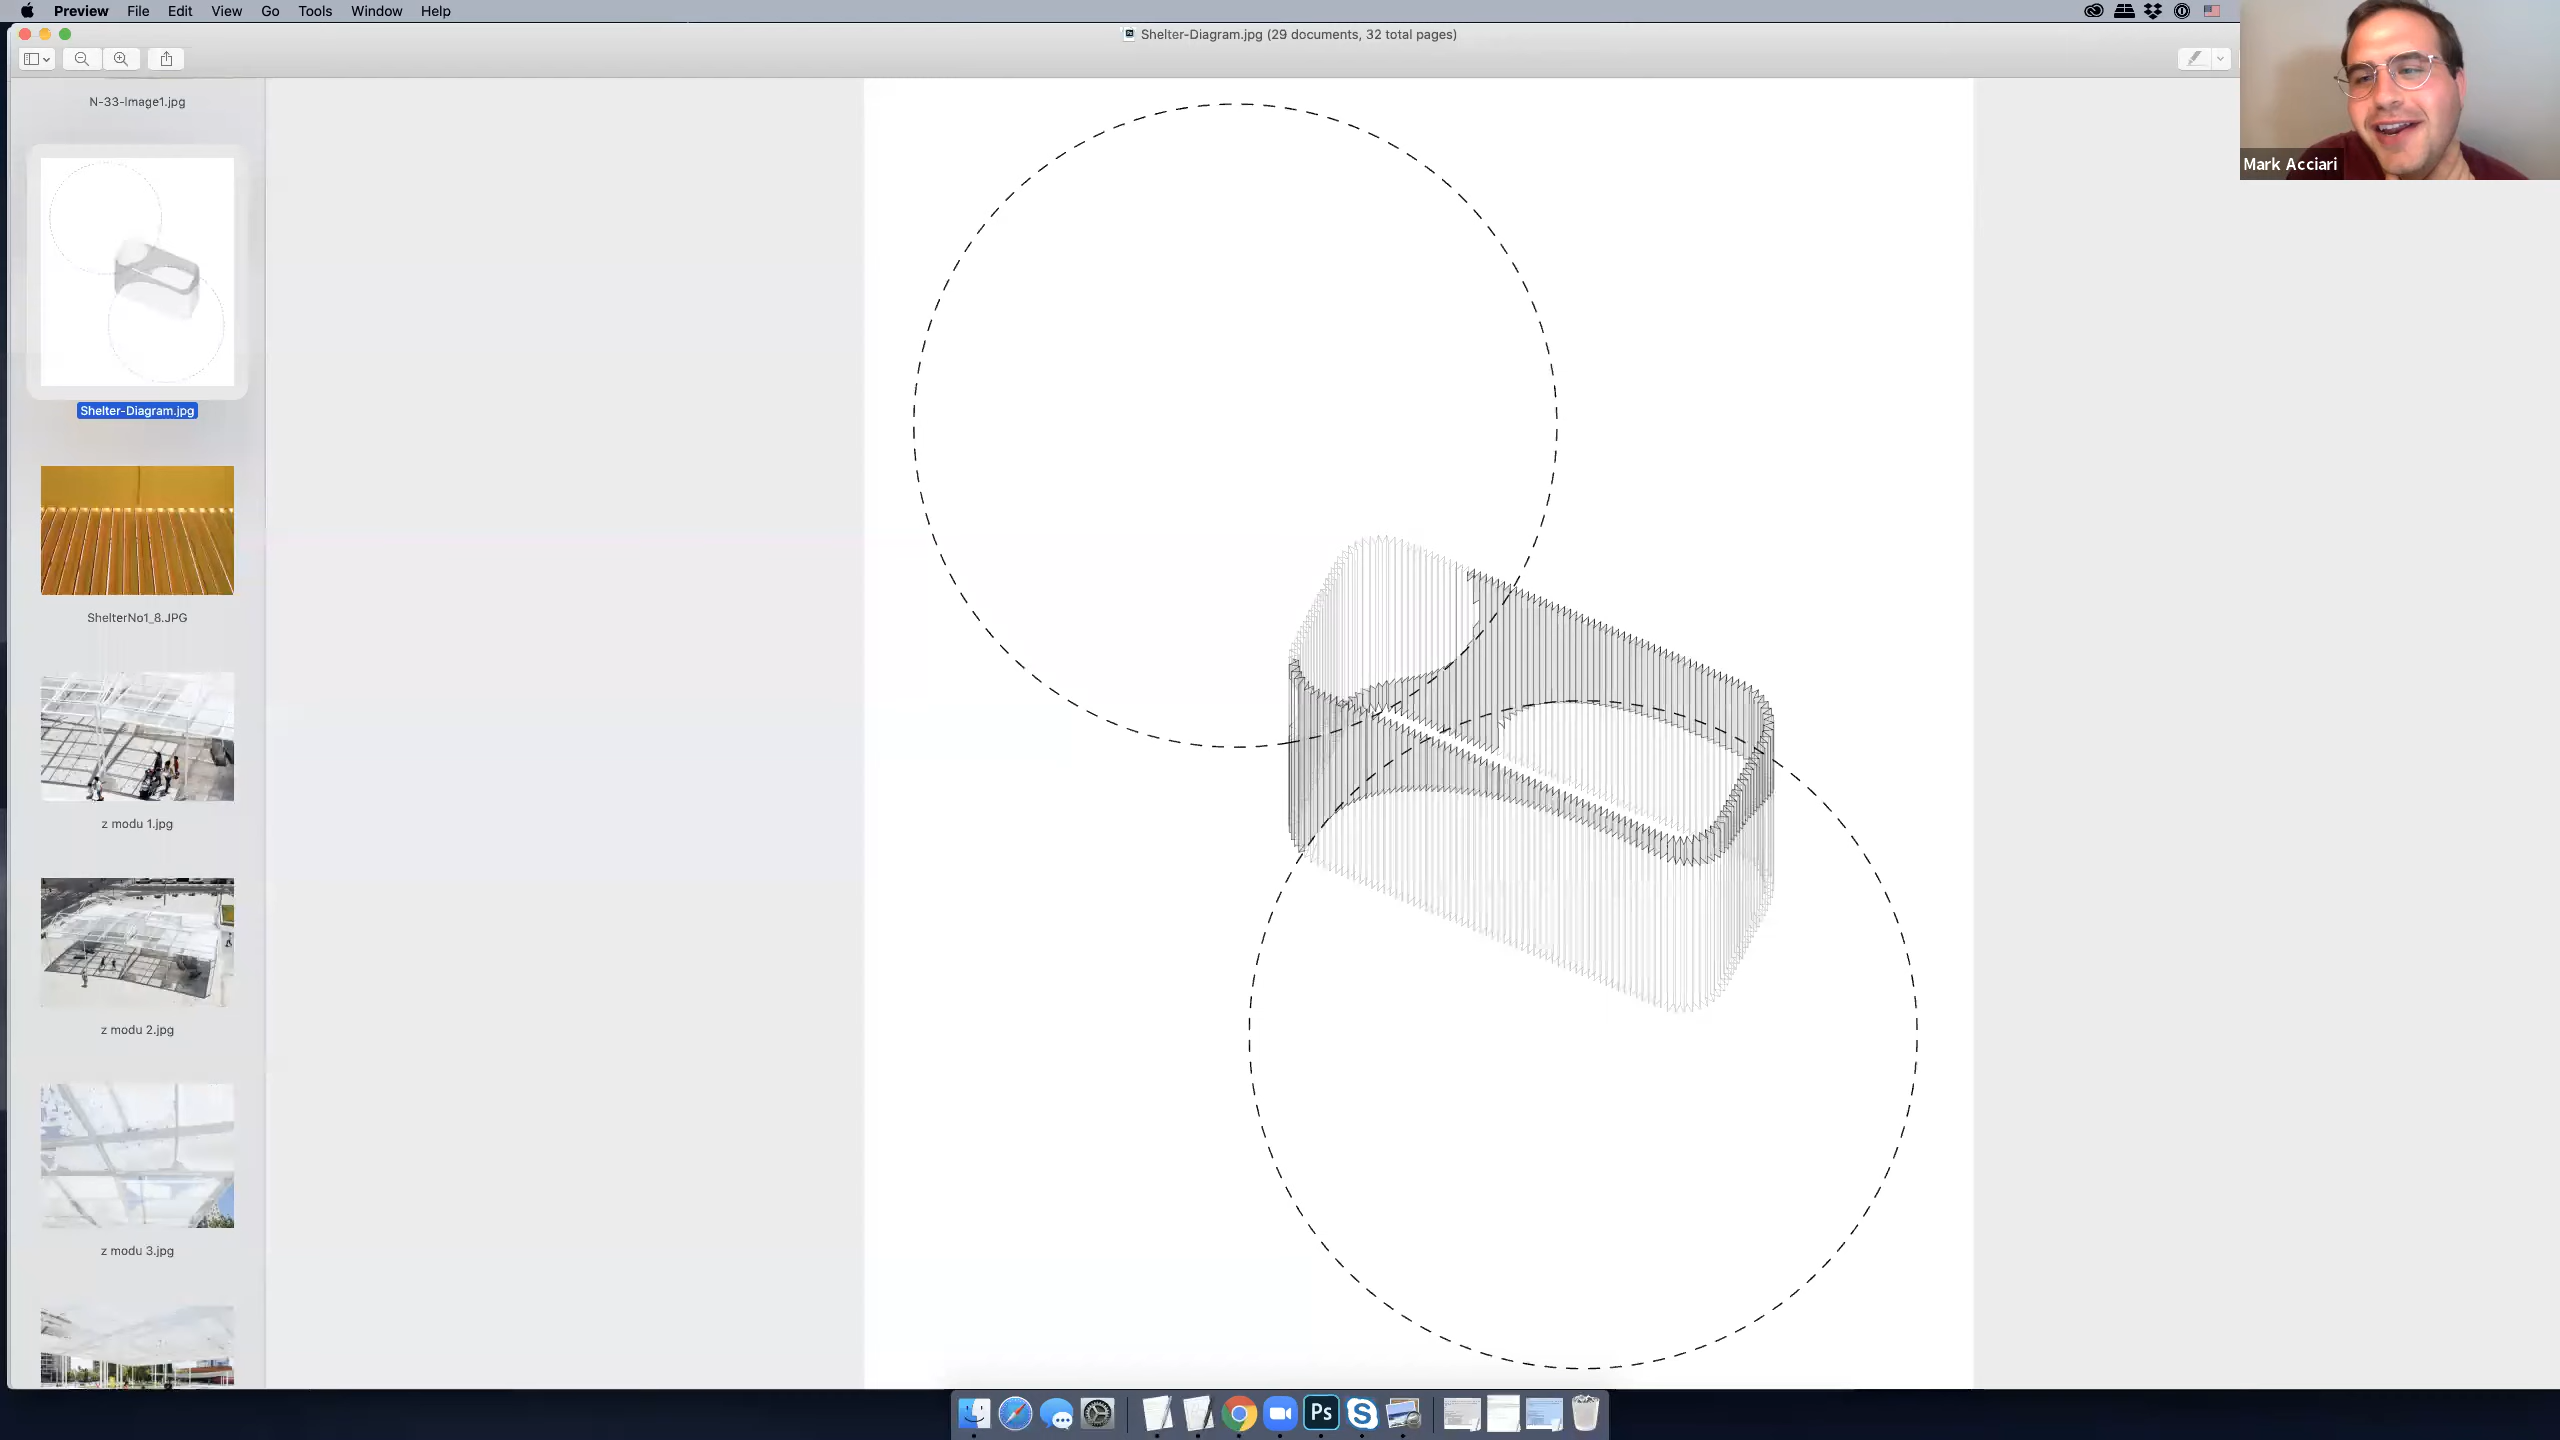 Preview File Edit View Go Tools Window Help
Shelter-Diagram.jpg (29 documents, 32 total pages)
N-33-Image1.jpg
Mark Acciari
Shelter-Diagram.jpg
ShelterNo1_8.JPG
z modu 1.jpg
z modu 2.jpg
z modu 3.jpg
Ps